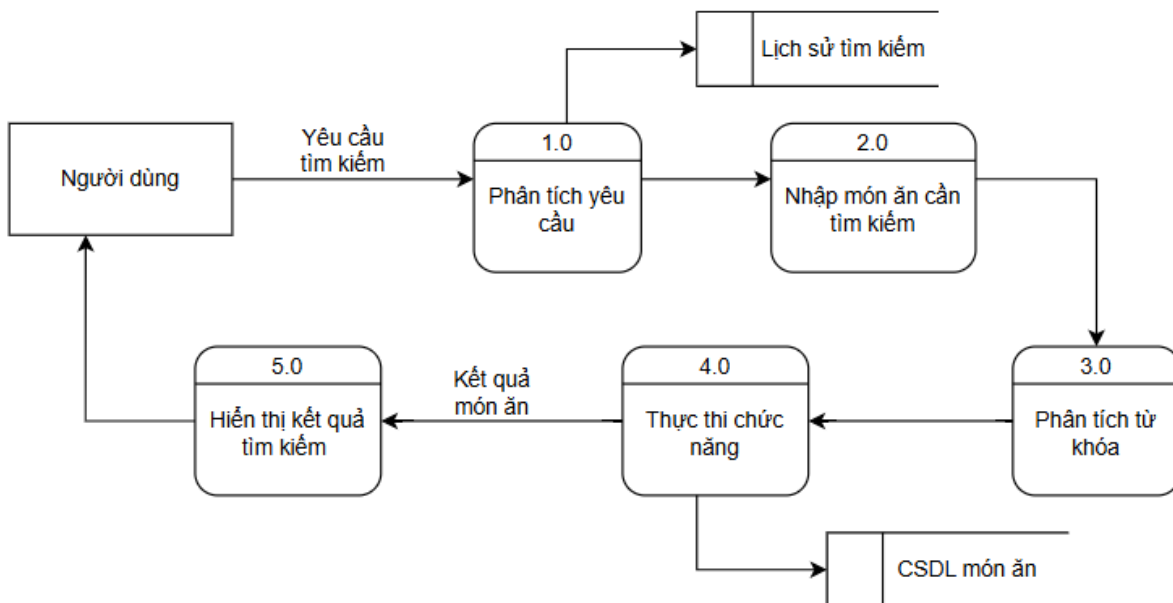 Lịch sử tìm kiếm
Người dùng
Yêu cầu
tìm kiếm
1.0
Phân tích yêu
cầu
2.0
Nhập món ăn cần
tìm kiếm
5.0
Hiển thị kết quả
tìm kiếm
Kết quả
món ăn
4.0
Thực thi chức
năng
3.0
Phân tích từ
khóa
CSDL món ăn